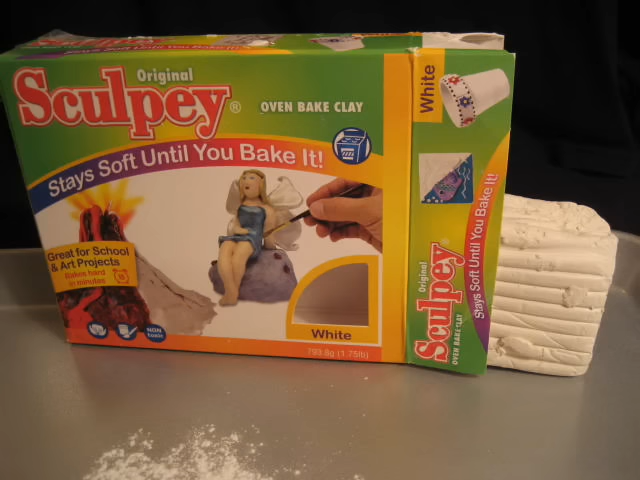 Original
Sculpey®
OVEN BAKE CLAY
Stays Soft Until You Bake It!
Great for School
& Art Projects
Bakes hard
in minutes
15
NON
toxic
White
793.8g (1.75lb)
White
Original
Sculpey
OVEN BAKE CLAY
Stays Soft Until You Bake It!